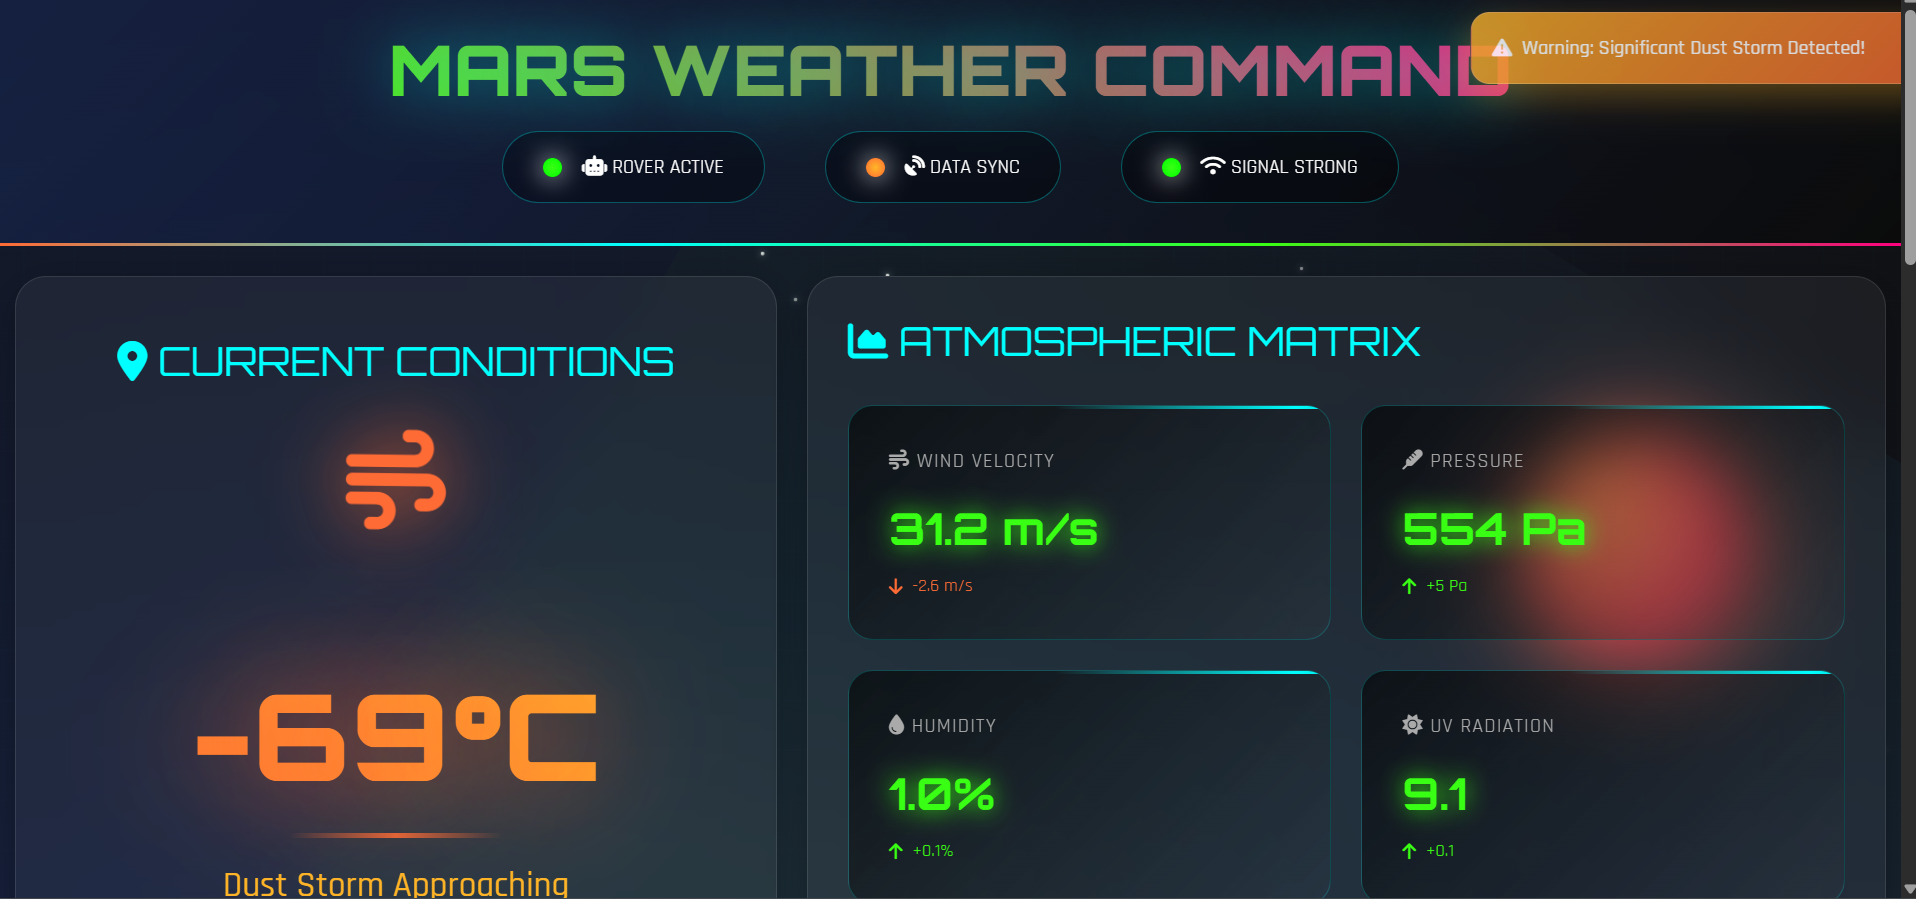 MARS WEATHER COMMAND
Warning: Significant Dust Storm Detected!
ROVER ACTIVE
DATA SYNC
SIGNAL STRONG
CURRENT CONDITIONS
-69°C
Dust Storm Approaching
ATMOSPHERIC MATRIX
WIND VELOCITY
31.2 m/s
-2.6 m/s
PRESSURE
554 Pa
+5 Pa
HUMIDITY
1.0%
+0.1%
UV RADIATION
9.1
+0.1